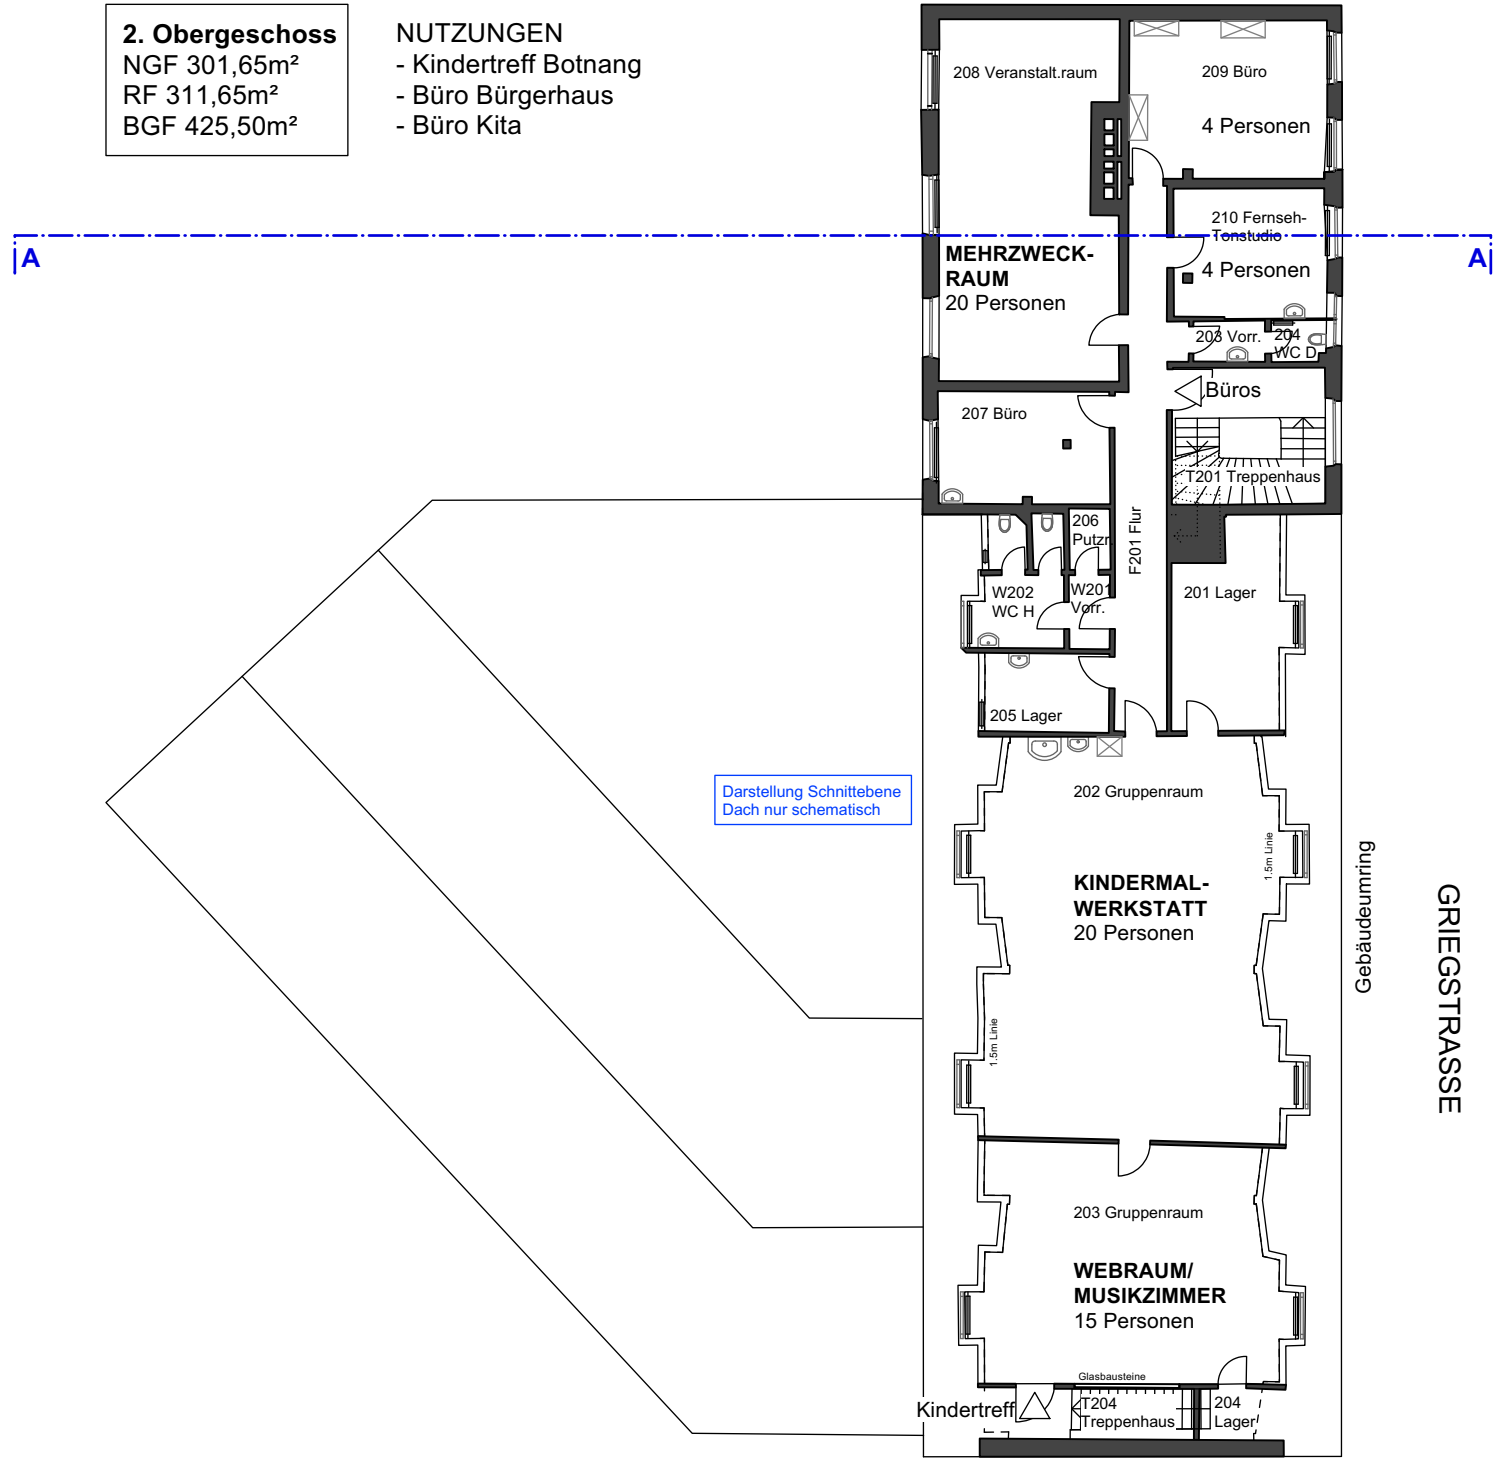 2. Obergeschoss
NGF 301,65m²
RF 311,65m²
BGF 425,50m²
NUTZUNGEN
- Kindertreff Botnang
- Büro Bürgerhaus
- Büro Kita
208 Veranstalt.raum
209 Büro
4 Personen
210 Fernseh-
Tonstudio
4 Personen
A
A
MEHRZWECK-
RAUM
20 Personen
203 Vorr.
204
WC D
Büros
207 Büro
T201 Treppenhaus
206
Putzr.
F201 Flur
W202
WC H
W201
Vorr.
201 Lager
205 Lager
Darstellung Schnittebene
Dach nur schematisch
202 Gruppenraum
1.5m Linie
KINDERMAL-
WERKSTATT
20 Personen
Gebäudeumring
GRIEGSTRASSE
1.5m Linie
203 Gruppenraum
WEBRAUM/
MUSIKZIMMER
15 Personen
Glasbausteine
Kindertreff
T204
Treppenhaus
204
Lager